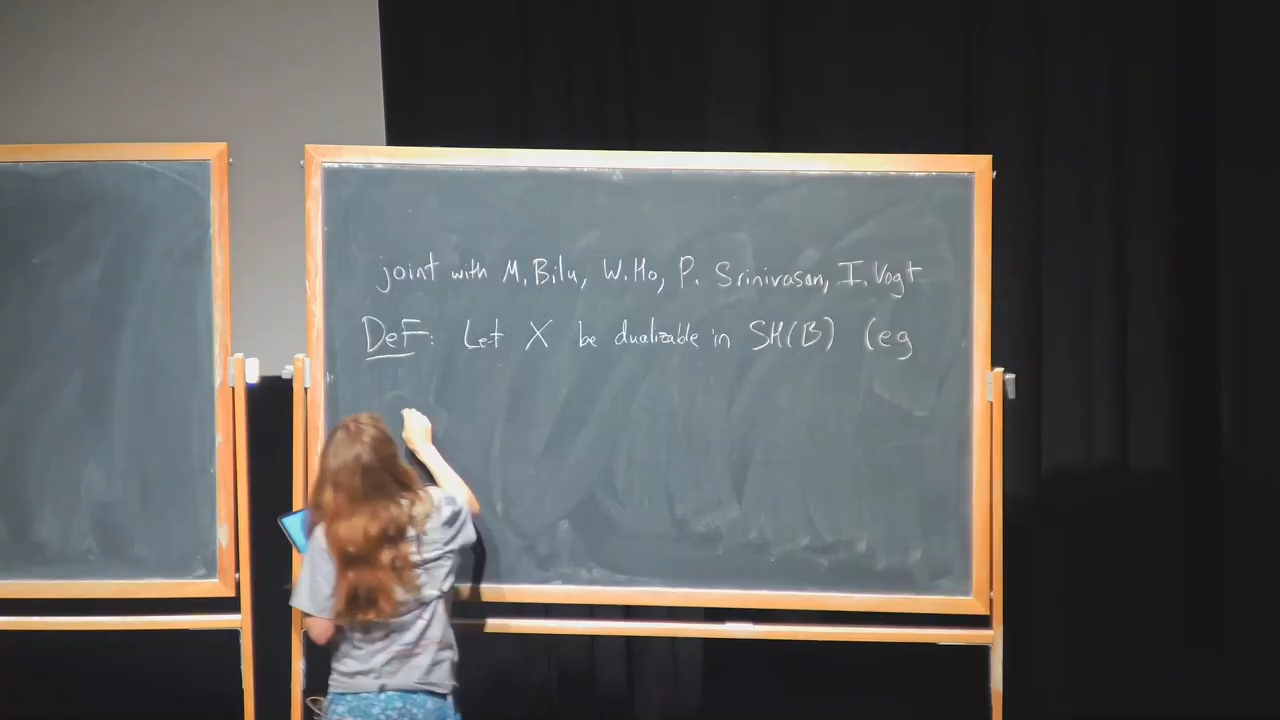 joint with M. Bilu, W. Ho, P. Srinivasan, I. Vogt
Def: Let X be dualizable in SH(B) (eg